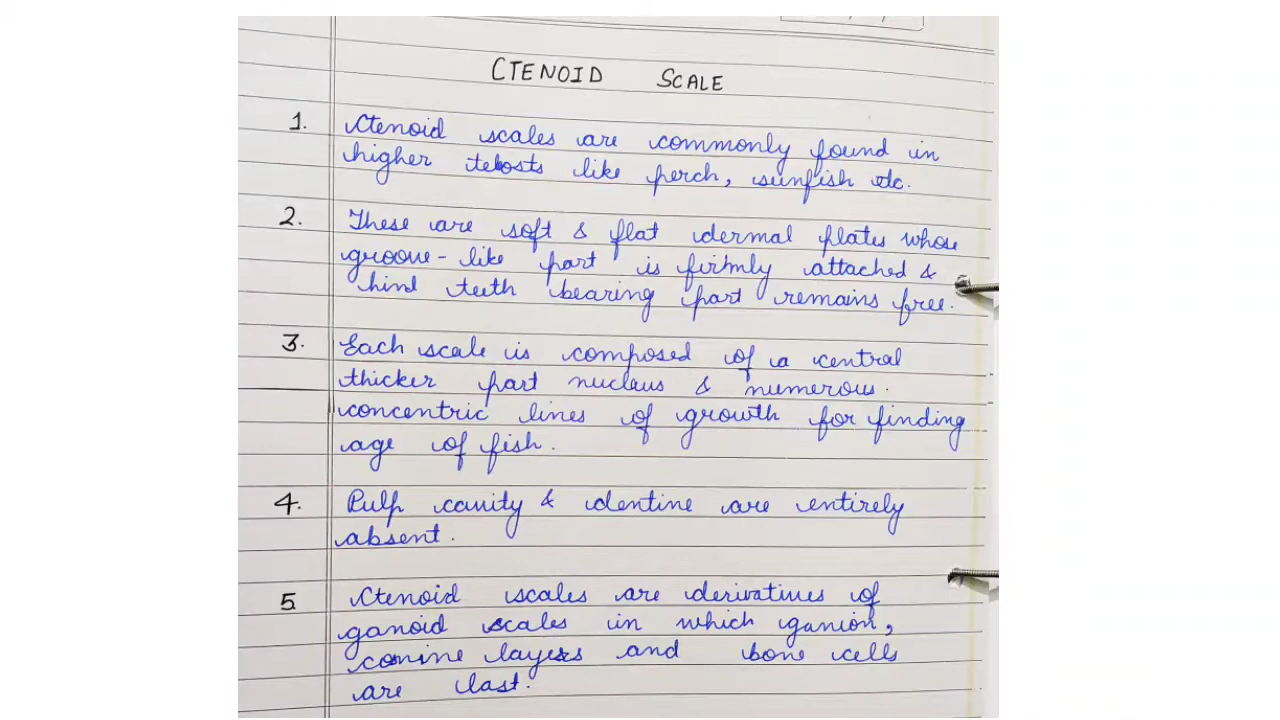 CTENOID SCALE
1. Ctenoid scales are commonly found in
higher telosts like perch, sunfish etc.
2. These are soft & flat dermal plates whose
groove-like part is firmly attached &
hind teeth bearing part remains free.
3. Each scale is composed of a central
thicker part nucleus & numerous.
concentric lines of growth for finding
age of fish.
4. Pulp cavity & dentine are entirely
absent.
5 Ctenoid scales are derivatives of
ganoid scales in which ganion,
comine layers and bone cells
are last.